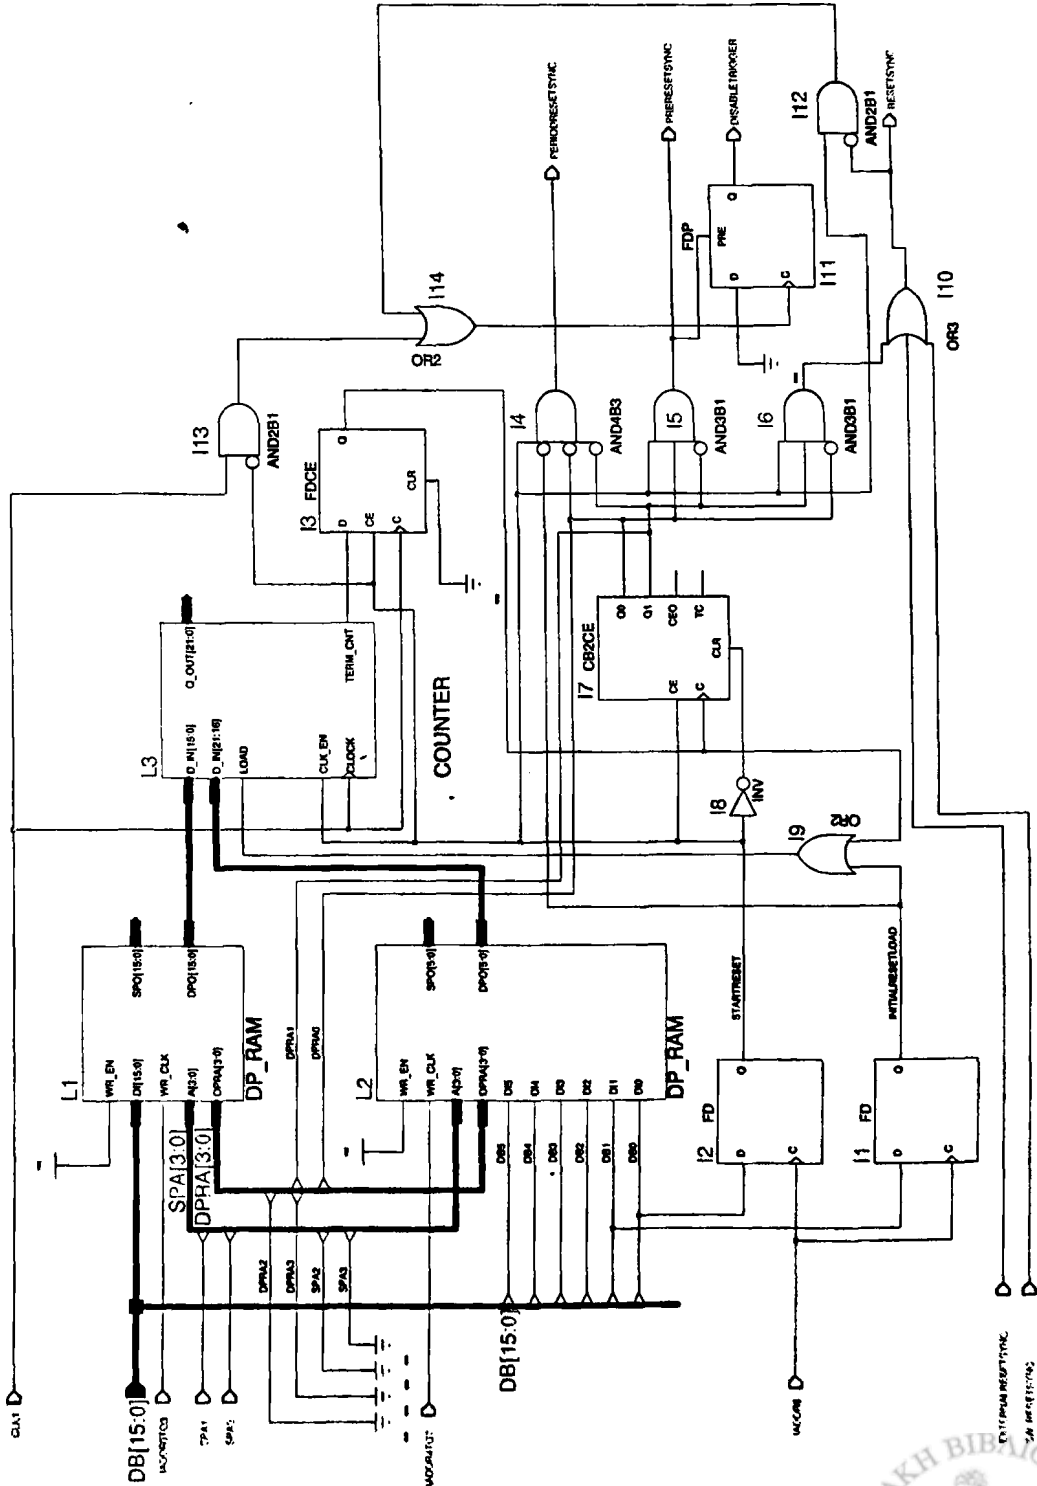 CLK1
DB[15:0]
L1
WR_EN
DI[15:0]
WR_CLK
A[3:0]
DPRA[3:0]
SPO[15:0]
DPO[15:0]
DP_RAM
SPA[3:0]
DPRA[3:0]
DPRA2
DPRA3
SPA2
SPA3
DPRA1
DPRA0
L2
WR_EN
WR_CLK
A[3:0]
DPRA[3:0]
DI5
DI4
DI3
DI2
DI1
DI0
SPO[5:0]
DPO[5:0]
DP_RAM
DB5
DB4
DB3
DB2
DB1
DB0
DB[15:0]
L3
D_IN[15:0]
D_IN[21:16]
LOAD
CLK_EN
CLOCK
Q_OUT[21:0]
TERM_CNT
COUNTER
I13
AND2B1
I3
FDCE
D
CE
C
Q
CLR
I14
OR2
I4
AND4B3
I5
AND3B1
I6
AND3B1
PERIODRESETSYNC
PRERESETSYNC
DISABLETRIGGER
RESETSYNC
FDP
D
PRE
Q
C
I11
I12
AND2B1
I10
OR3
I7
CB2CE
CE
C
Q0
Q1
CEO
TC
CLR
I8
INV
I9
OR2
STARTRESET
INITIALRESETLOAD
I2
FD
D
C
Q
I1
FD
D
C
Q
ΑΚΗ ΒΙΒΛΙΟ